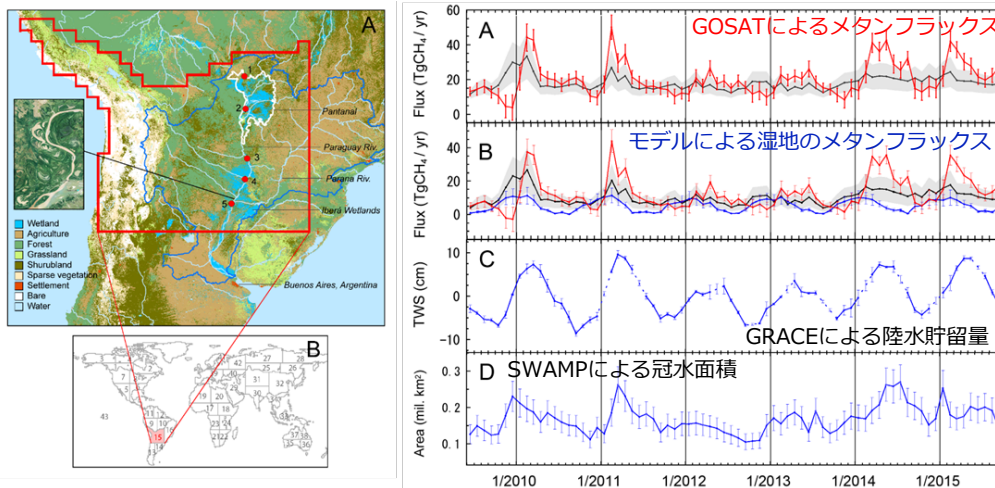 A
Pantanal
2
Paraguay Riv.
3
Parana Riv.
4
5
Iberá Wetlands
Wetland
Agriculture
Forest
Grassland
Shurubland
Sparse vegetation
Settlement
Bare
Water
Buenos Aires, Argentina
B
43
15
A
GOSATによるメタンフラックス
Flux (TgCH4 / yr)
60
40
20
0
B
モデルによる湿地のメタンフラックス
Flux (TgCH4 / yr)
40
20
0
C
TWS (cm)
10
0
−10
GRACEによる陸水貯留量
D
SWAMPによる冠水面積
Area (mil. km2)
0.3
0.2
0.1
1/2010 1/2011 1/2012 1/2013 1/2014 1/2015